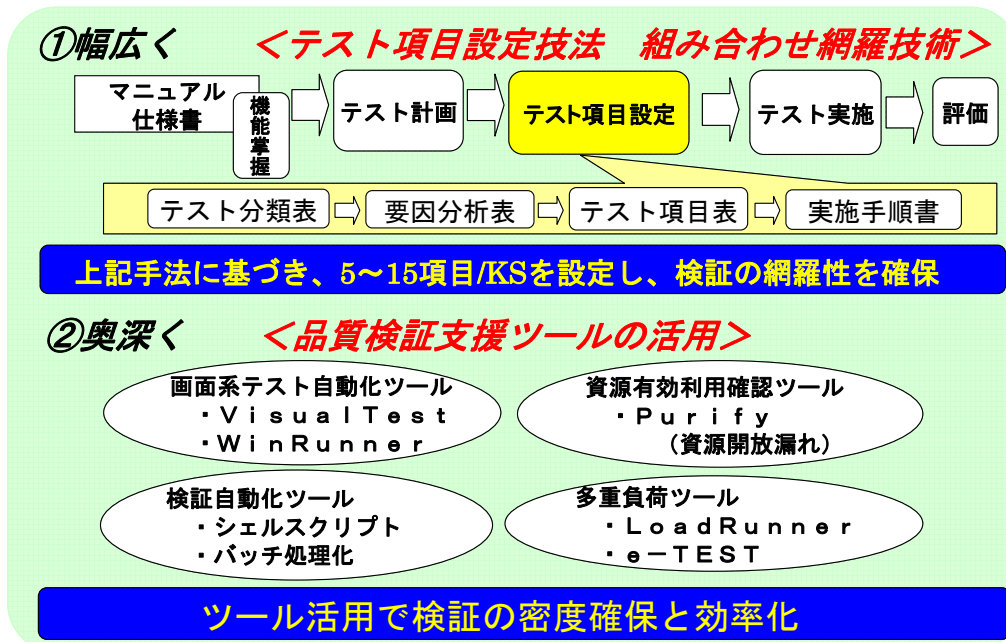 ①幅広く ＜テスト項目設定技法　組み合わせ網羅技術＞
マニュアル
仕様書
機能掌握
テスト計画
テスト項目設定
テスト実施
評価
テスト分類表
要因分析表
テスト項目表
実施手順書
上記手法に基づき、5～15項目/KSを設定し、検証の網羅性を確保
②奥深く ＜品質検証支援ツールの活用＞
画面系テスト自動化ツール
・ＶｉｓｕａｌＴｅｓｔ
・ＷｉｎＲｕｎｎｅｒ
資源有効利用確認ツール
・Ｐｕｒｉｆｙ
（資源開放漏れ）
検証自動化ツール
・シェルスクリプト
・バッチ処理化
多重負荷ツール
・ＬｏａｄＲｕｎｎｅｒ
・ｅ－ＴＥＳＴ
ツール活用で検証の密度確保と効率化